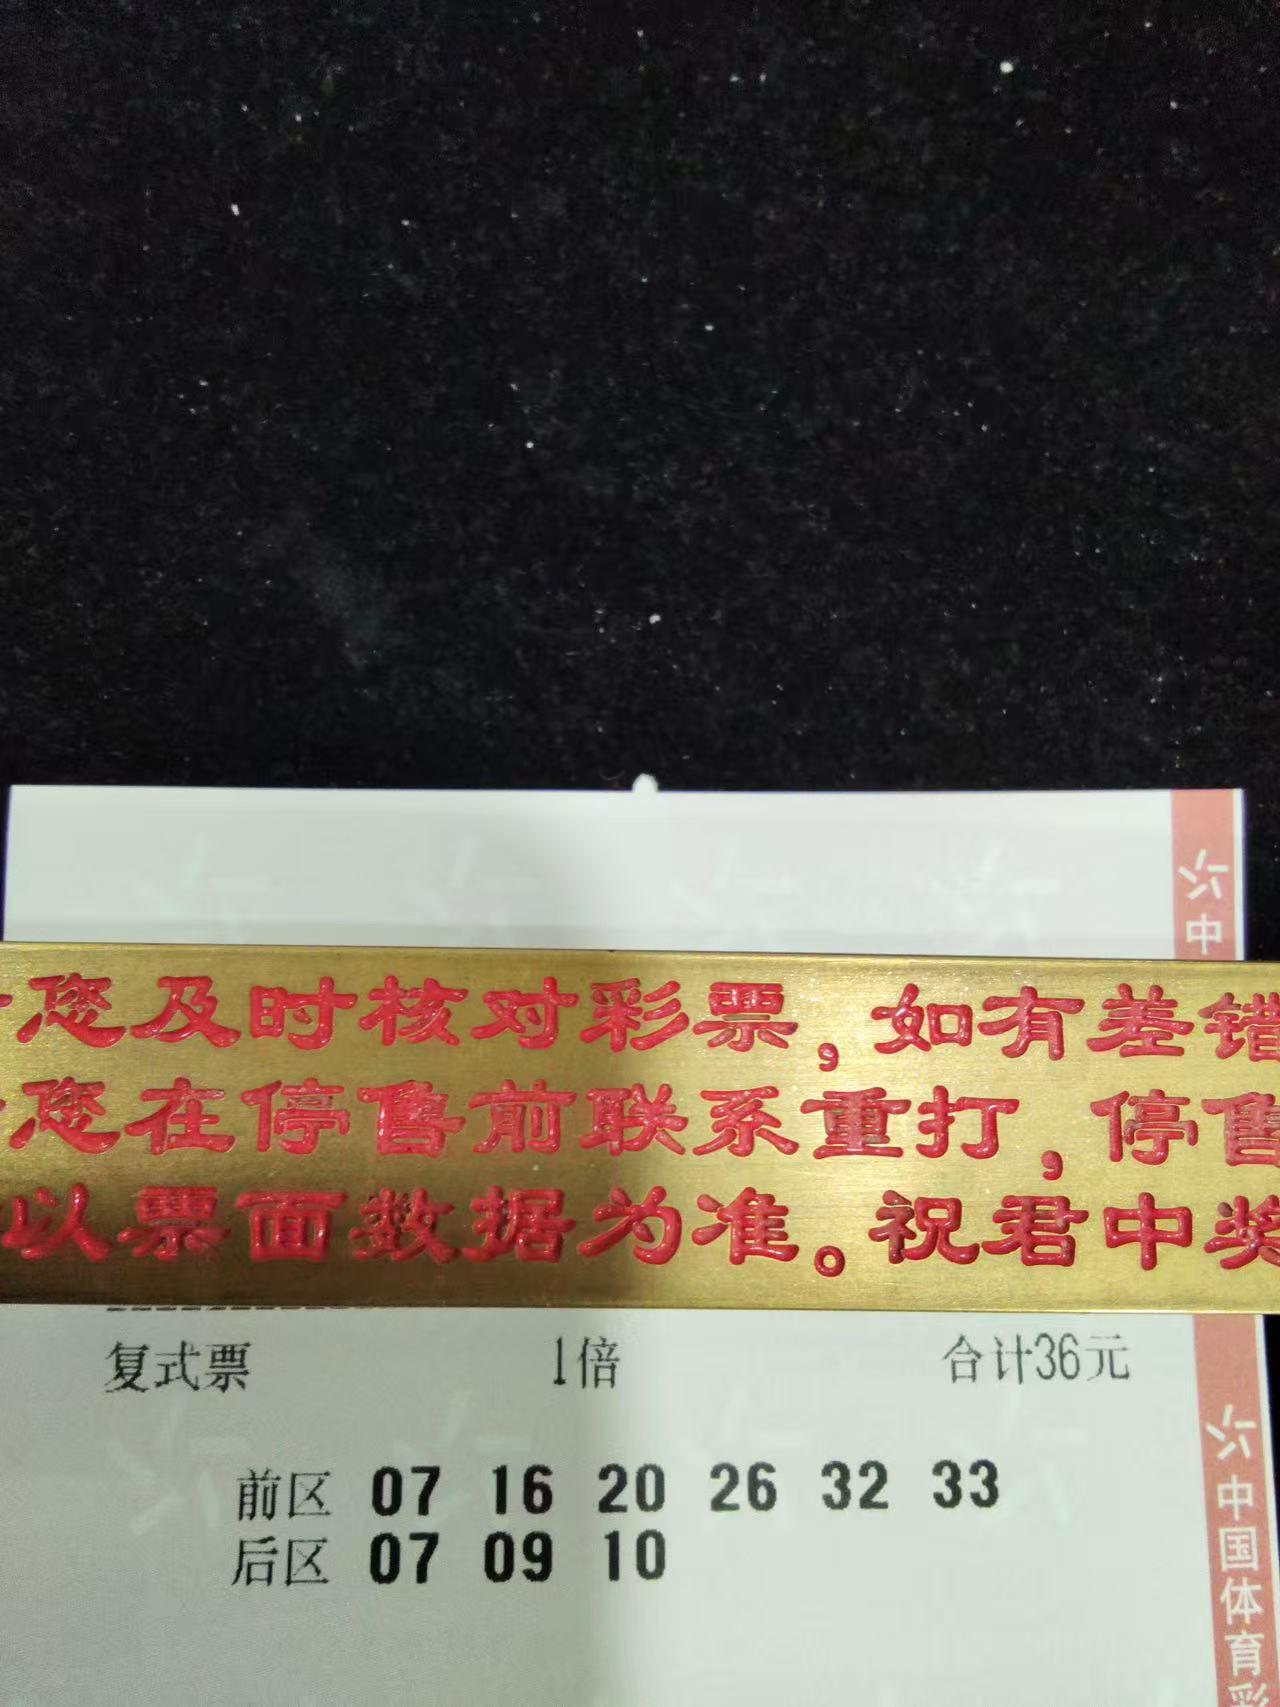 中
您及时核对彩票，如有差错
您在停售前联系重打，停售
以票面数据为准。祝君中奖
复式票 1倍 合计36元
前区 07 16 20 26 32 33
后区 07 09 10
中国体育彩